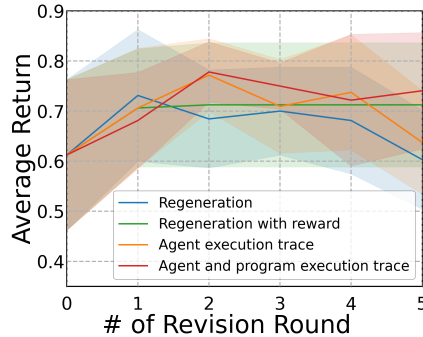 0.9
0.8
0.7
0.6
0.5
0.4
Average Return
Regeneration
Regeneration with reward
Agent execution trace
Agent and program execution trace
0 1 2 3 4 5
# of Revision Round